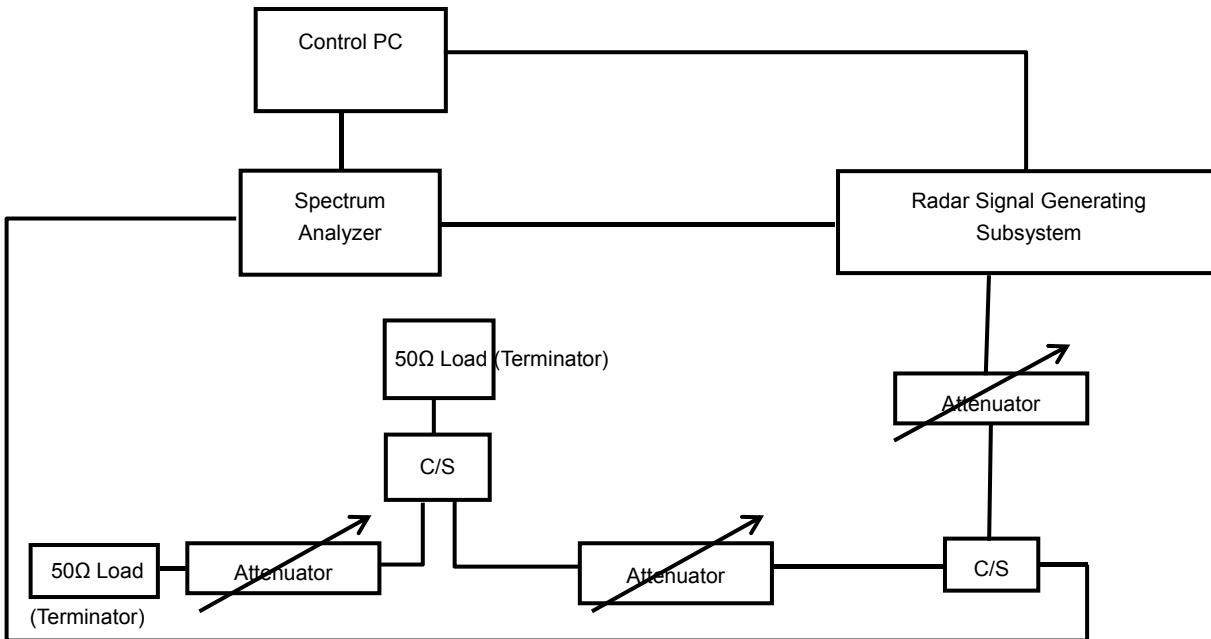 Control PC
Spectrum
Analyzer
Radar Signal Generating
Subsystem
50Ω Load (Terminator)
Attenuator
C/S
50Ω Load
(Terminator)
Attenuator
Attenuator
C/S